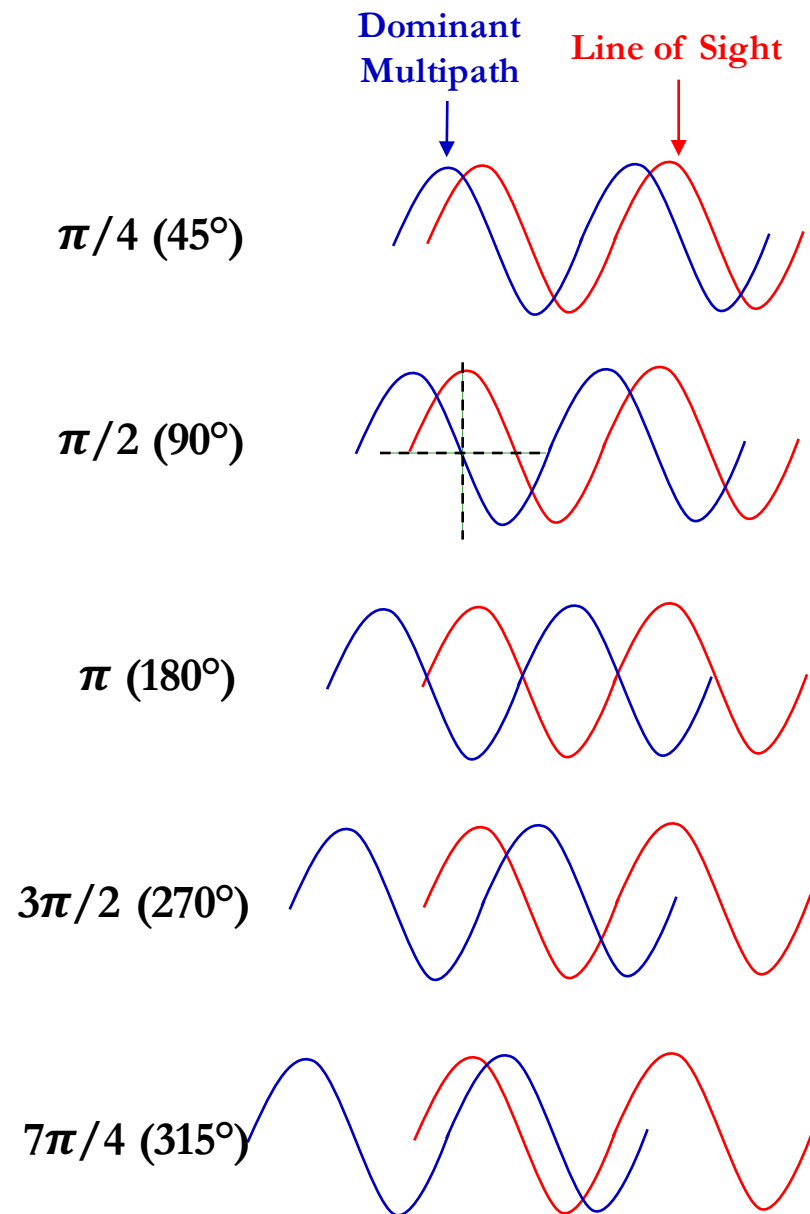 Dominant
Multipath
Line of Sight
π/4 (45°)
π/2 (90°)
π (180°)
3π/2 (270°)
7π/4 (315°)